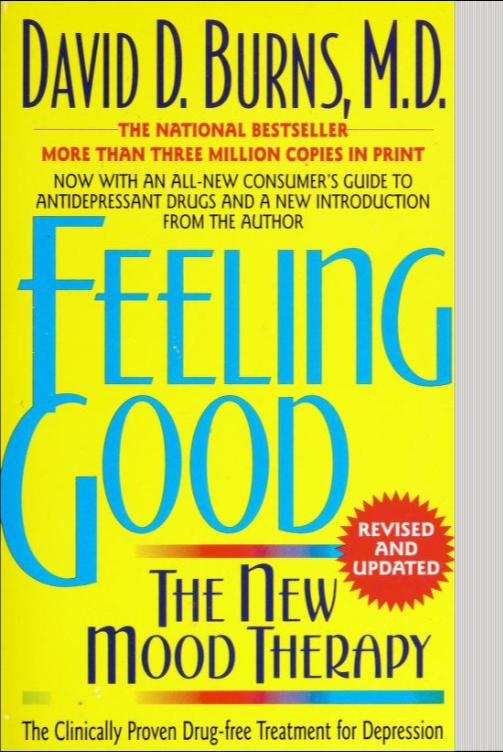 DAVID D. BURNS, M.D.
THE NATIONAL BESTSELLER
MORE THAN THREE MILLION COPIES IN PRINT
NOW WITH AN ALL-NEW CONSUMER'S GUIDE TO
ANTIDEPRESSANT DRUGS AND A NEW INTRODUCTION
FROM THE AUTHOR
FEELING
GOOD
REVISED
AND
UPDATED
THE NEW
MOOD THERAPY
The Clinically Proven Drug-free Treatment for Depression